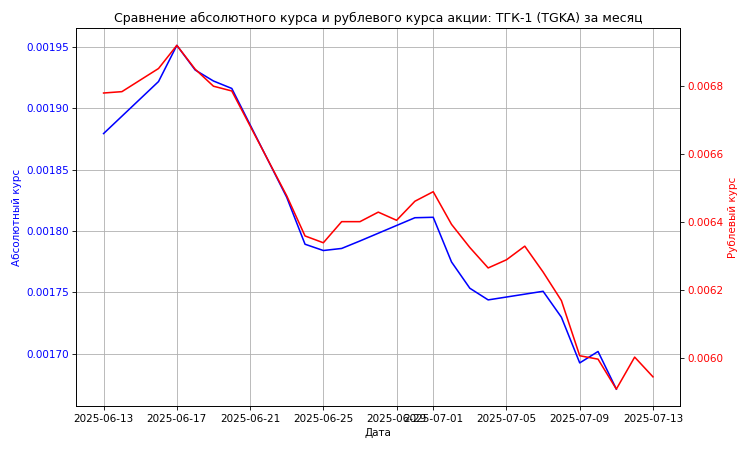 Сравнение абсолютного курса и рублевого курса акции: ТГК-1 (TGKA) за месяц
0.00195
0.00190
0.00185
0.00180
0.00175
0.00170
Абсолютный курс
0.0068
0.0066
0.0064
0.0062
0.0060
Рублевый курс
2025-06-13 2025-06-17 2025-06-21 2025-06-25 2025-06-29 2025-07-01 2025-07-05 2025-07-09 2025-07-13
Дата